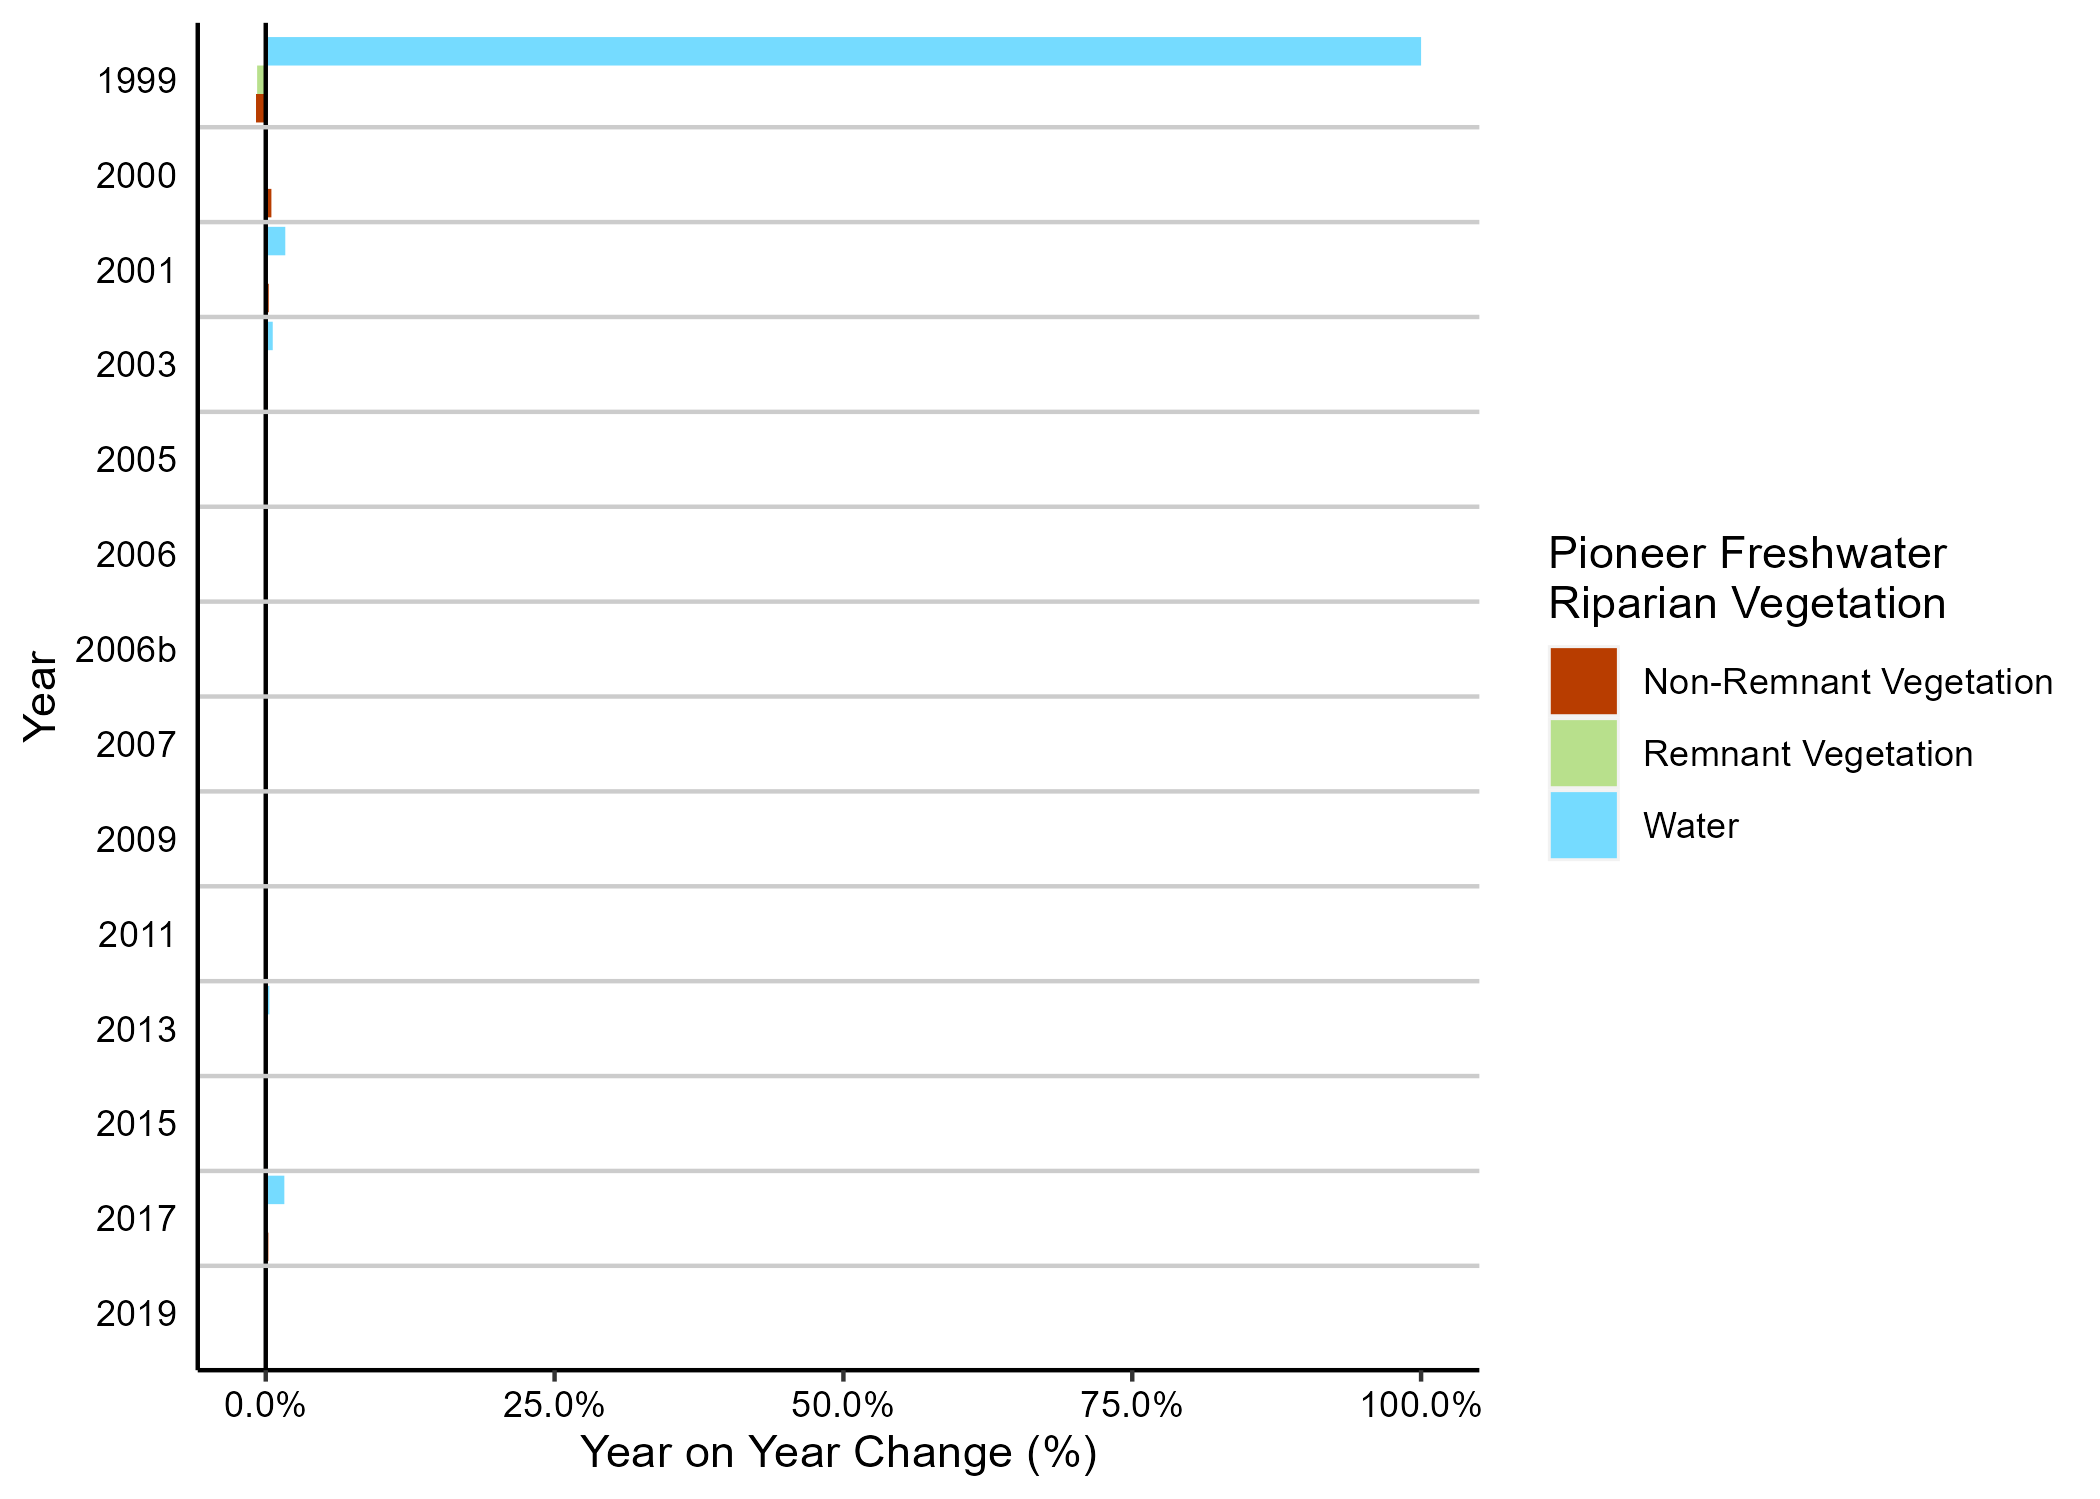 1999
2000
2001
2003
2005
2006
2006b
2007
2009
2011
2013
2015
2017
2019
Year
0.0%
25.0%
50.0%
75.0%
100.0%
Year on Year Change (%)
Pioneer Freshwater
Riparian Vegetation
Non-Remnant Vegetation
Remnant Vegetation
Water